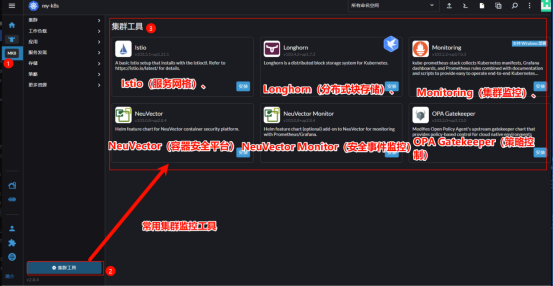 my k8s
所有命名空间
集群
工作负载
应用
服务发现
存储
策略
更多资源
MK8
1
集群工具
3
Istio
A basic Istio setup that installs with the istioctl. Refer to
https://istio.io/latest/ for details.
安装
Istio（服务网格）、
Longhorn
Longhorn is a distributed block storage system for Kubernetes.
安装
Longhorn（分布式块存储）、
Monitoring
kube-prometheus-stack collects Kubernetes manifests, Grafana
dashboards, and Prometheus rules combined with documentation
and scripts to provide easy to operate end-to-end Kubernetes...
安装
Monitoring（集群监控）、
NeuVector
Helm feature chart for NeuVector container security platform.
安装
NeuVector（容器安全平台）
NeuVector Monitor
Helm feature chart (optional) add-on to NeuVector for monitoring
with Prometheus/Grafana.
安装
NeuVector Monitor（安全事件监控）
OPA Gatekeeper
Modifies Open Policy Agent's upstream gatekeeper chart that
provides policy-based control for cloud native environments
安装
OPA Gatekeeper（策略控
制）
常用集群监控工具
集群工具
2